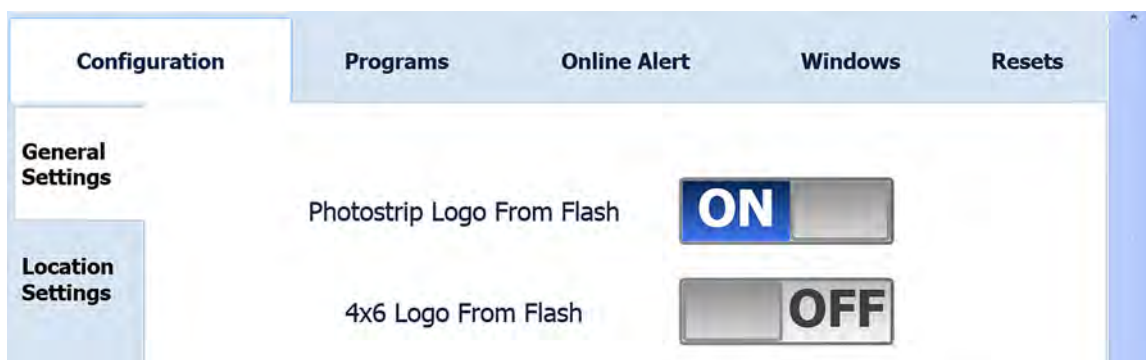 Configuration Programs Online Alert Windows Resets
General
Settings
Photostrip Logo From Flash ON
Location
Settings
4x6 Logo From Flash OFF